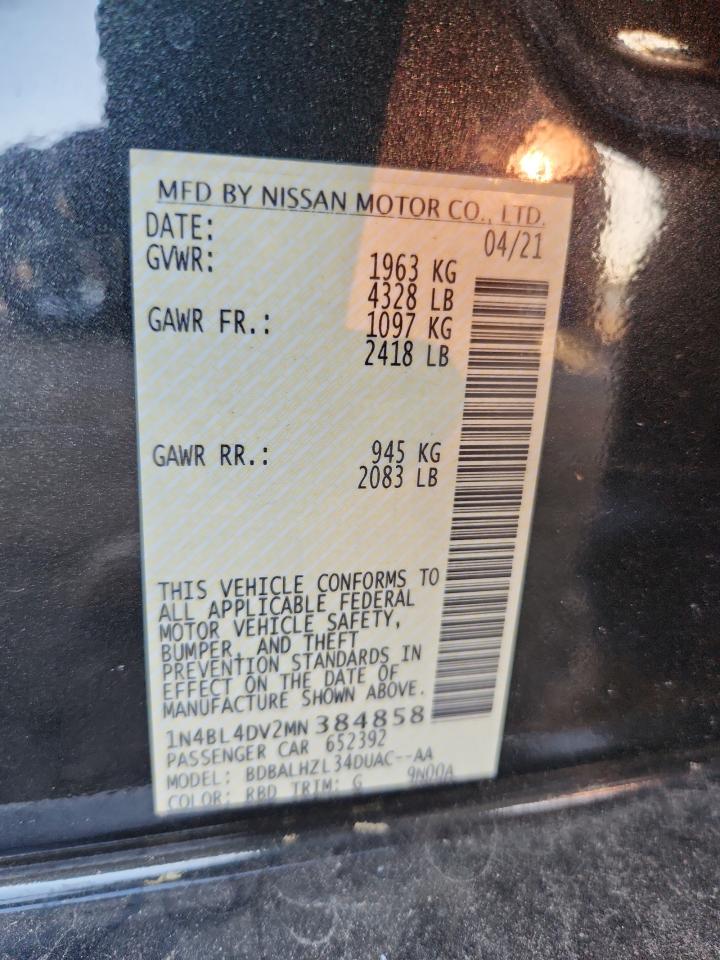 MFD BY NISSAN MOTOR CO., LTD.
DATE: 04/21
GVWR: 1963 KG
4328 LB
GAWR FR.: 1097 KG
2418 LB
GAWR RR.: 945 KG
2083 LB
THIS VEHICLE CONFORMS TO
ALL APPLICABLE FEDERAL
MOTOR VEHICLE SAFETY,
BUMPER, AND THEFT
PREVENTION STANDARDS IN
EFFECT ON THE DATE OF
MANUFACTURE SHOWN ABOVE.
1N4BL4DV2MN384858
PASSENGER CAR 652392
MODEL: BDBALHZL34DUAC--AA
COLOR: RBD TRIM: G 9N00A